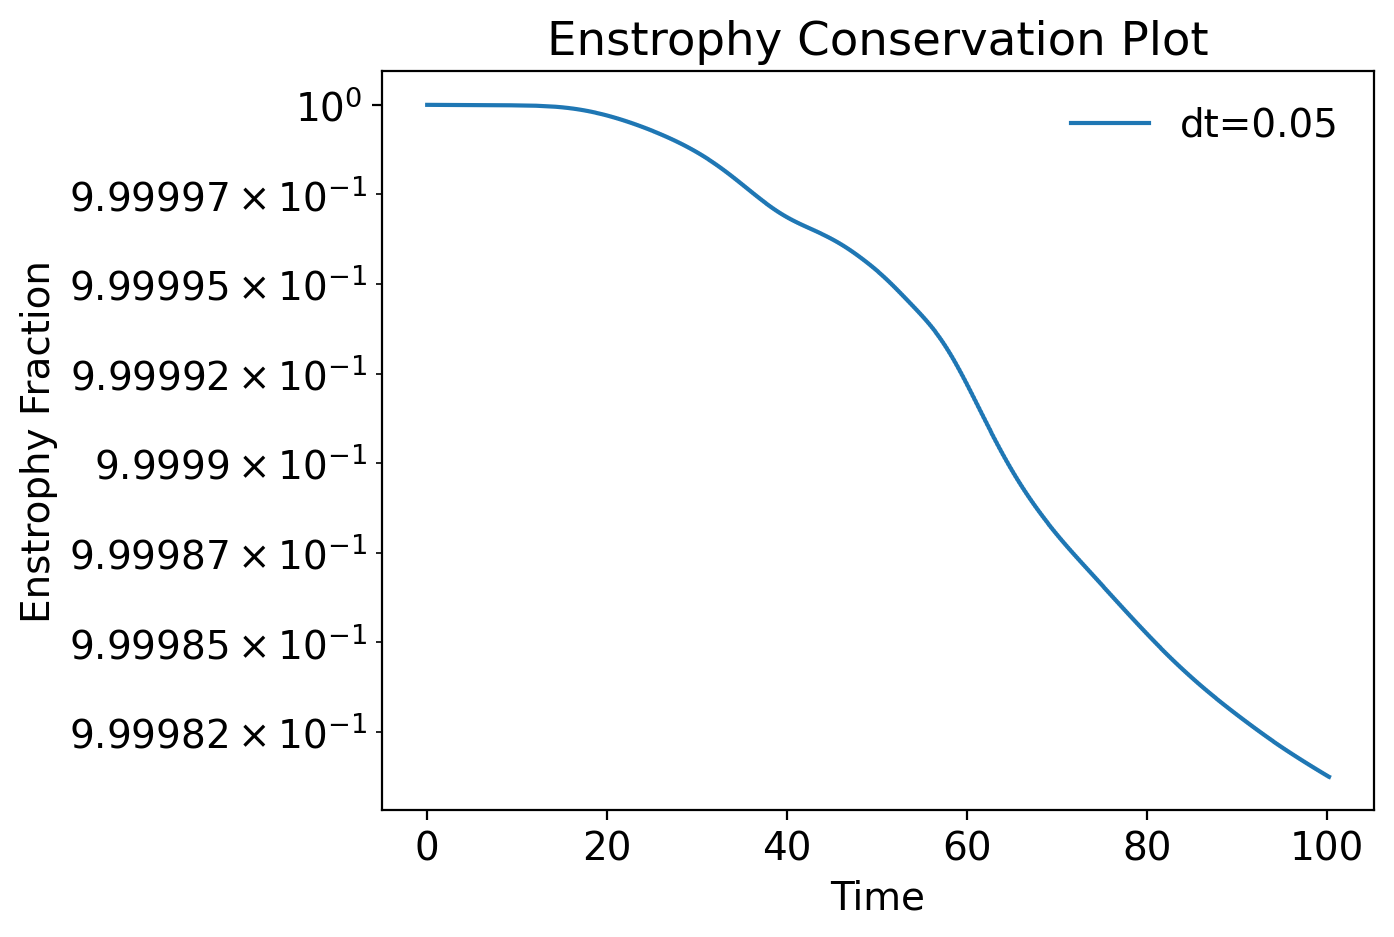 Enstrophy Conservation Plot
dt=0.05
Enstrophy Fraction
10⁰
9.99997 × 10⁻¹
9.99995 × 10⁻¹
9.99992 × 10⁻¹
9.9999 × 10⁻¹
9.99987 × 10⁻¹
9.99985 × 10⁻¹
9.99982 × 10⁻¹
0 20 40 60 80 100
Time